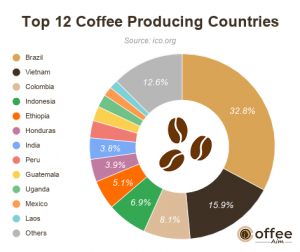 Top 12 Coffee Producing Countries
Source: ico.org
Brazil
Vietnam
Colombia
Indonesia
Ethiopia
Honduras
India
Peru
Guatemala
Uganda
Mexico
Laos
Others
12.6%
32.8%
3.8%
3.9%
5.1%
6.9%
8.1%
15.9%
offee
Aim